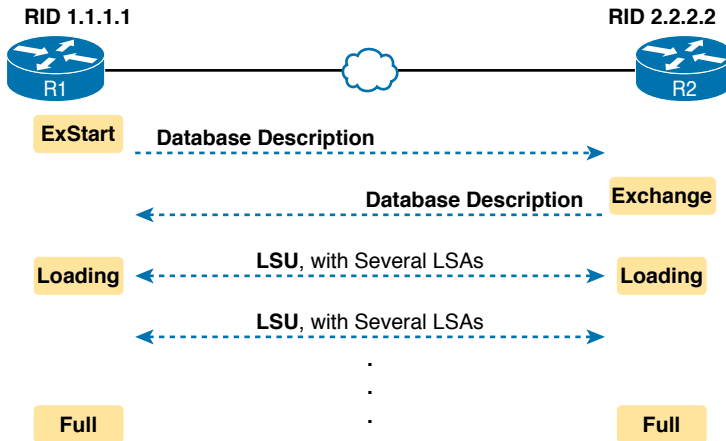 RID 1.1.1.1
RID 2.2.2.2
R1
R2
ExStart
Database Description
Database Description
Exchange
Loading
LSU, with Several LSAs
Loading
LSU, with Several LSAs
.
.
.
Full
Full